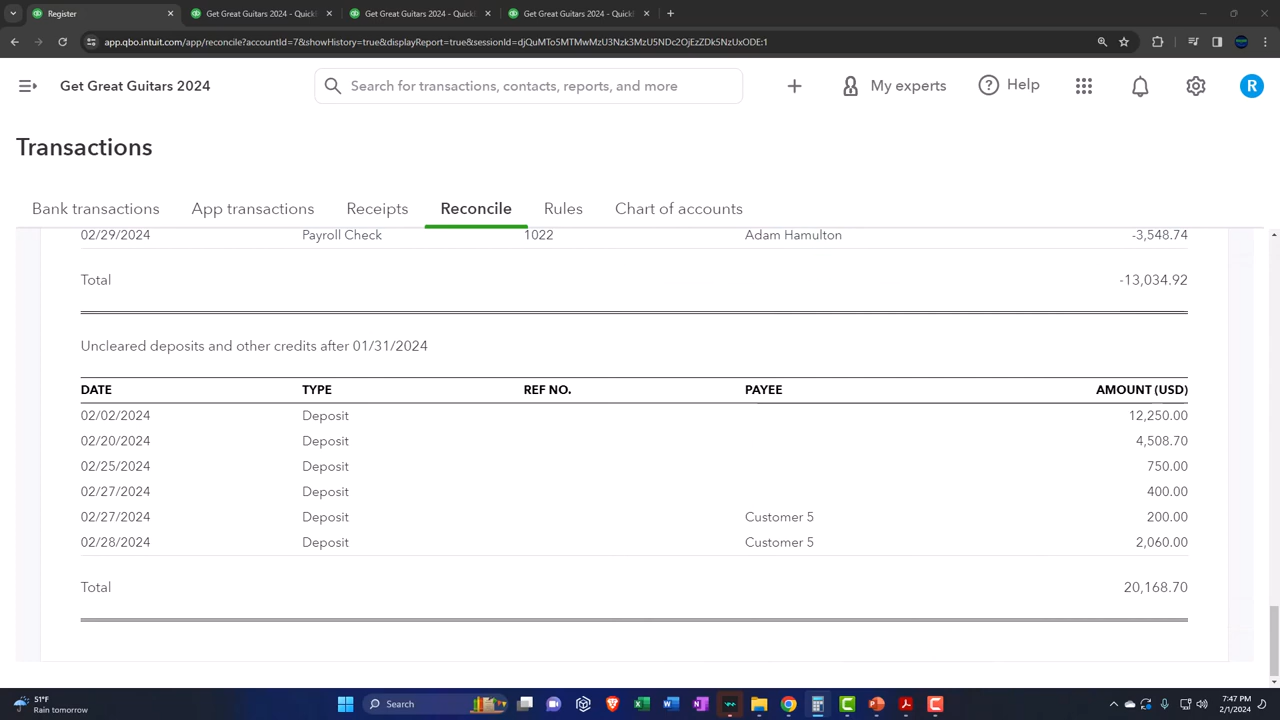 Register
Get Great Guitars 2024 - Quick
Get Great Guitars 2024 - Quick
Get Great Guitars 2024 - Quick
app.qbo.intuit.com/app/reconcile?accountId=7&showHistory=true&displayReport=true&sessionId=djQuMTo5MTMwMzU3Nzk3MzU5NDc2OjEzZDk5NzUxODE:1
Get Great Guitars 2024
Search for transactions, contacts, reports, and more
My experts
Help
R
Transactions
Bank transactions App transactions Receipts Reconcile Rules Chart of accounts
02/29/2024 Payroll Check 1022 Adam Hamulton -3,548.74
Total -13,034.92
Uncleared deposits and other credits after 01/31/2024
DATE TYPE REF NO. PAYEE AMOUNT (USD)
02/02/2024 Deposit 12,250.00
02/20/2024 Deposit 4,508.70
02/25/2024 Deposit 750.00
02/27/2024 Deposit 400.00
02/27/2024 Deposit Customer 5 200.00
02/28/2024 Deposit Customer 5 2,060.00
Total 20,168.70
51°F
Rain tomorrow
Search
7:47 PM
2/1/2024